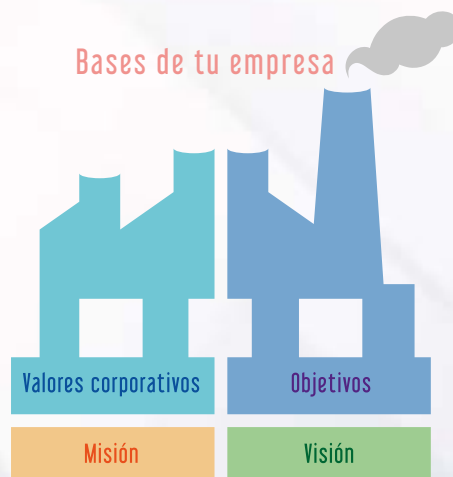 Bases de tu empresa
Valores corporativos
Objetivos
Misión
Visión